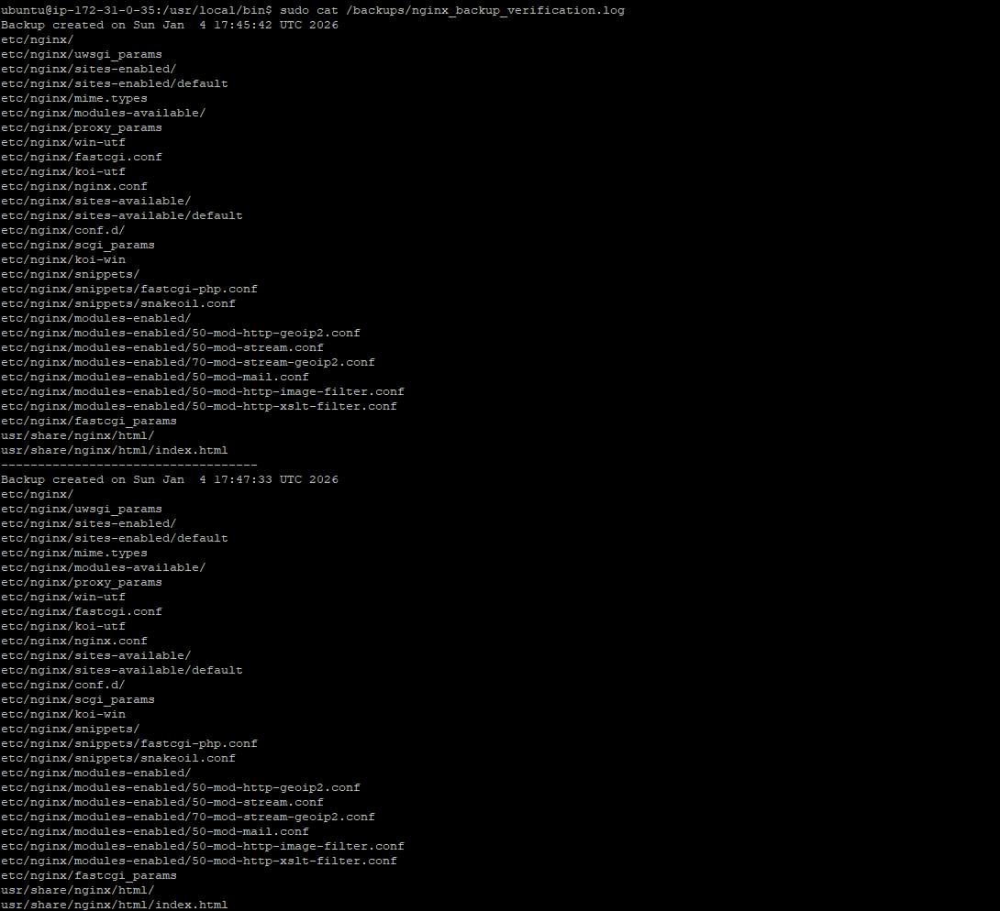 ubuntu@ip-172-31-0-35:/usr/local/bin$ sudo cat /backups/nginx_backup_verification.log
Backup created on Sun Jan  4 17:45:42 UTC 2026
etc/nginx/
etc/nginx/uwsgi_params
etc/nginx/sites-enabled/
etc/nginx/sites-enabled/default
etc/nginx/mime.types
etc/nginx/modules-available/
etc/nginx/proxy_params
etc/nginx/win-utf
etc/nginx/fastcgi.conf
etc/nginx/koi-utf
etc/nginx/nginx.conf
etc/nginx/sites-available/
etc/nginx/sites-available/default
etc/nginx/conf.d/
etc/nginx/scgi_params
etc/nginx/koi-win
etc/nginx/snippets/
etc/nginx/snippets/fastcgi-php.conf
etc/nginx/snippets/snakeoil.conf
etc/nginx/modules-enabled/
etc/nginx/modules-enabled/50-mod-http-geoip2.conf
etc/nginx/modules-enabled/50-mod-stream.conf
etc/nginx/modules-enabled/70-mod-stream-geoip2.conf
etc/nginx/modules-enabled/50-mod-mail.conf
etc/nginx/modules-enabled/50-mod-http-image-filter.conf
etc/nginx/modules-enabled/50-mod-http-xslt-filter.conf
etc/nginx/fastcgi_params
usr/share/nginx/html/
usr/share/nginx/html/index.html
-----------------------------------
Backup created on Sun Jan  4 17:47:33 UTC 2026
etc/nginx/
etc/nginx/uwsgi_params
etc/nginx/sites-enabled/
etc/nginx/sites-enabled/default
etc/nginx/mime.types
etc/nginx/modules-available/
etc/nginx/proxy_params
etc/nginx/win-utf
etc/nginx/fastcgi.conf
etc/nginx/koi-utf
etc/nginx/nginx.conf
etc/nginx/sites-available/
etc/nginx/sites-available/default
etc/nginx/conf.d/
etc/nginx/scgi_params
etc/nginx/koi-win
etc/nginx/snippets/
etc/nginx/snippets/fastcgi-php.conf
etc/nginx/snippets/snakeoil.conf
etc/nginx/modules-enabled/
etc/nginx/modules-enabled/50-mod-http-geoip2.conf
etc/nginx/modules-enabled/50-mod-stream.conf
etc/nginx/modules-enabled/70-mod-stream-geoip2.conf
etc/nginx/modules-enabled/50-mod-mail.conf
etc/nginx/modules-enabled/50-mod-http-image-filter.conf
etc/nginx/modules-enabled/50-mod-http-xslt-filter.conf
etc/nginx/fastcgi_params
usr/share/nginx/html/
usr/share/nginx/html/index.html